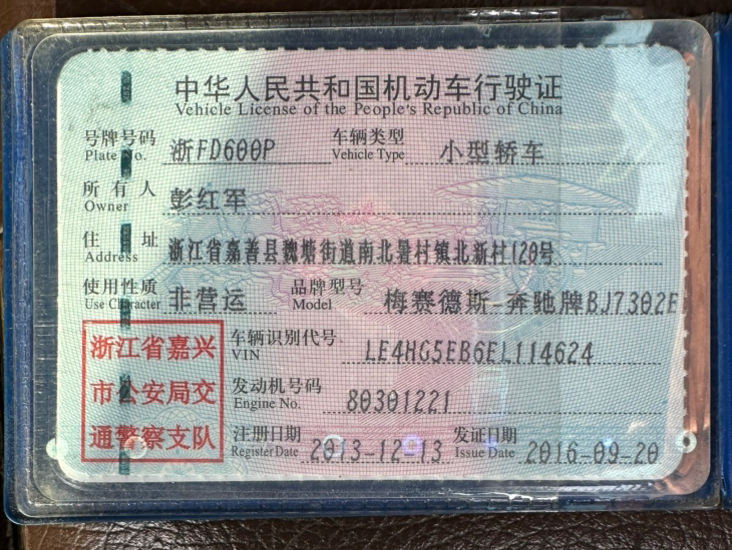 中华人民共和国机动车行驶证
Vehicle License of the People's Republic of China
号牌号码 浙FD600P 车辆类型 小型轿车
Plate No. Vehicle Type
所有人 彭红军
Owner
住址 浙江省嘉善县魏塘街道南北暑村镇北新村120号
Address
使用性质 非营运 品牌型号 梅赛德斯-奔驰牌BJ7302E
Use Character Model
浙江省嘉兴
市公安局交
通警察支队
车辆识别代号 LE4HG5EB6EL114624
VIN
发动机号码 80301221
Engine No.
注册日期 2013-12-13 发证日期 2016-09-20
Register Date Issue Date